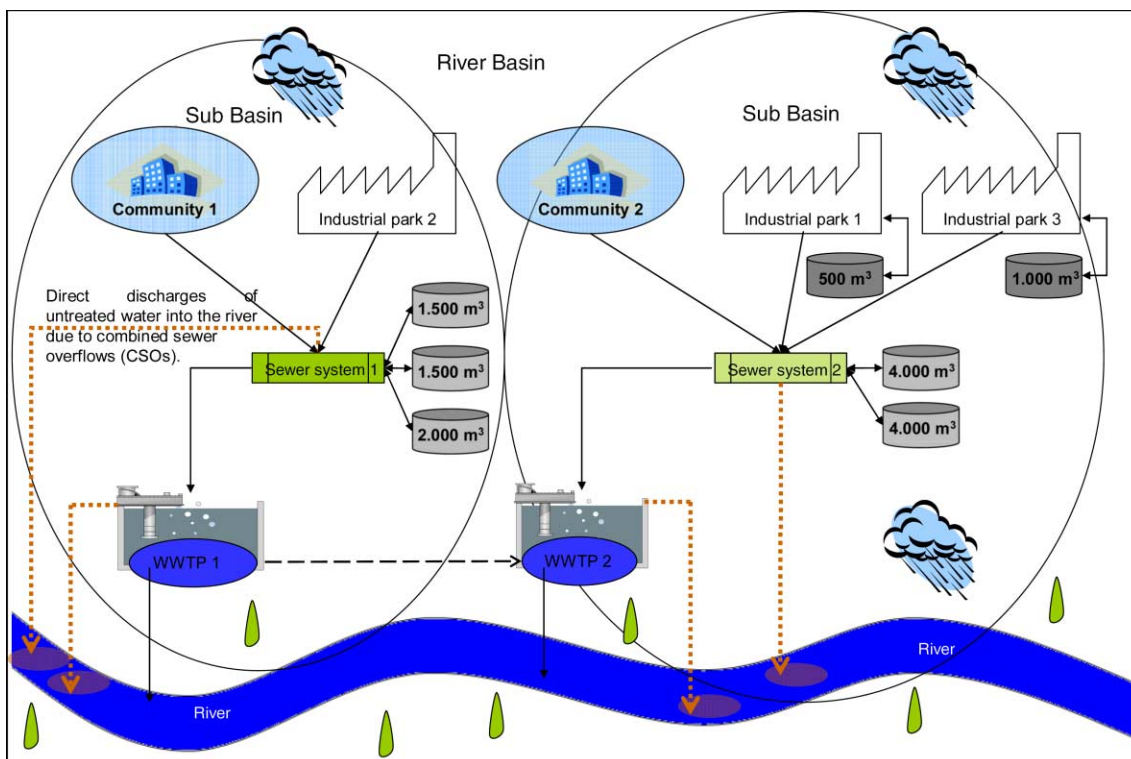 River Basin
Sub Basin
Sub Basin
Community 1
Industrial park 2
Community 2
Industrial park 1
Industrial park 3
500 m³
1.000 m³
Direct discharges of
untreated water into the river
due to combined sewer
overflows (CSOs).
1.500 m³
Sewer system 1
1.500 m³
2.000 m³
Sewer system 2
4.000 m³
4.000 m³
WWTP 1
WWTP 2
River
River